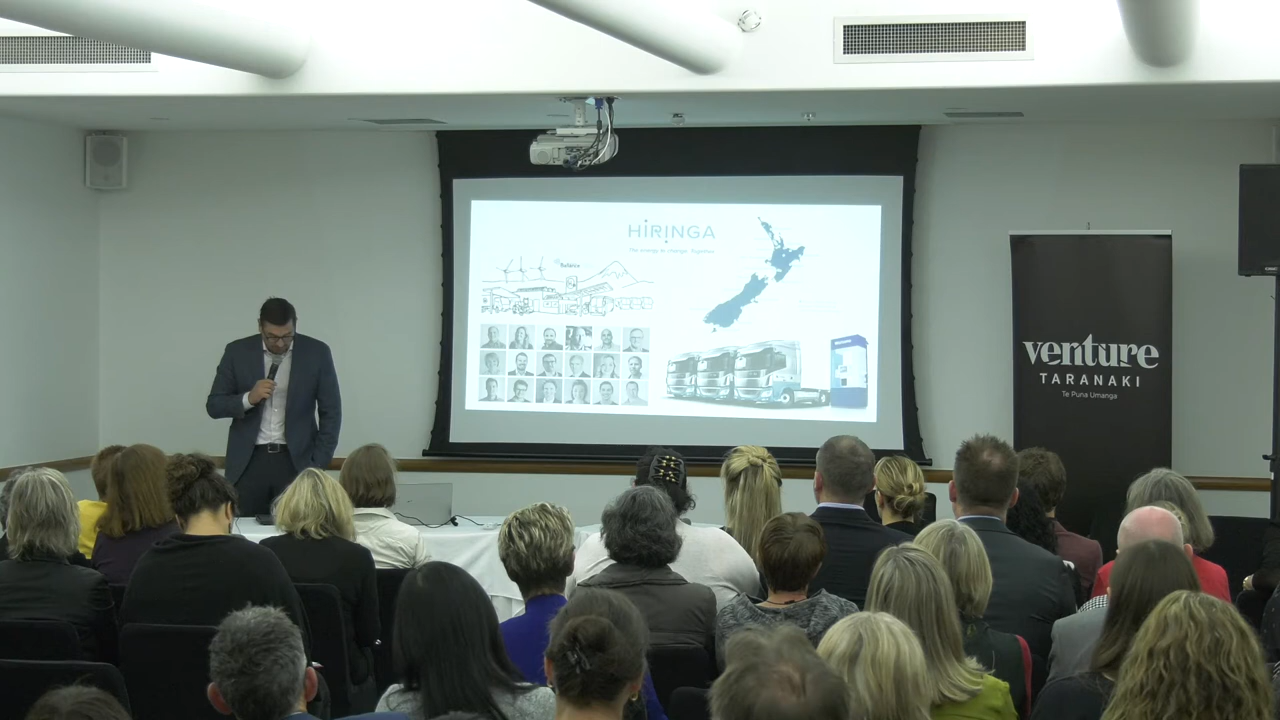 HIRINGA
The energy to change. Together.
venture
TARANAKI
Te Puna Umanga